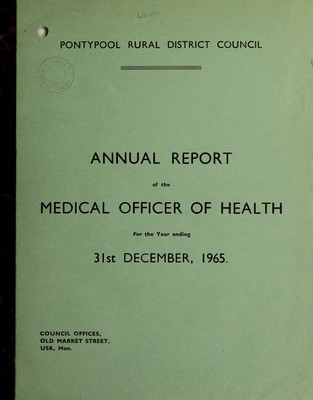 PONTYPOOL RURAL DISTRICT COUNCIL
ANNUAL REPORT
of the
MEDICAL OFFICER OF HEALTH
For the Year ending
31st DECEMBER, 1965.
COUNCIL OFFICES,
OLD MARKET STREET,
USK, Mon.